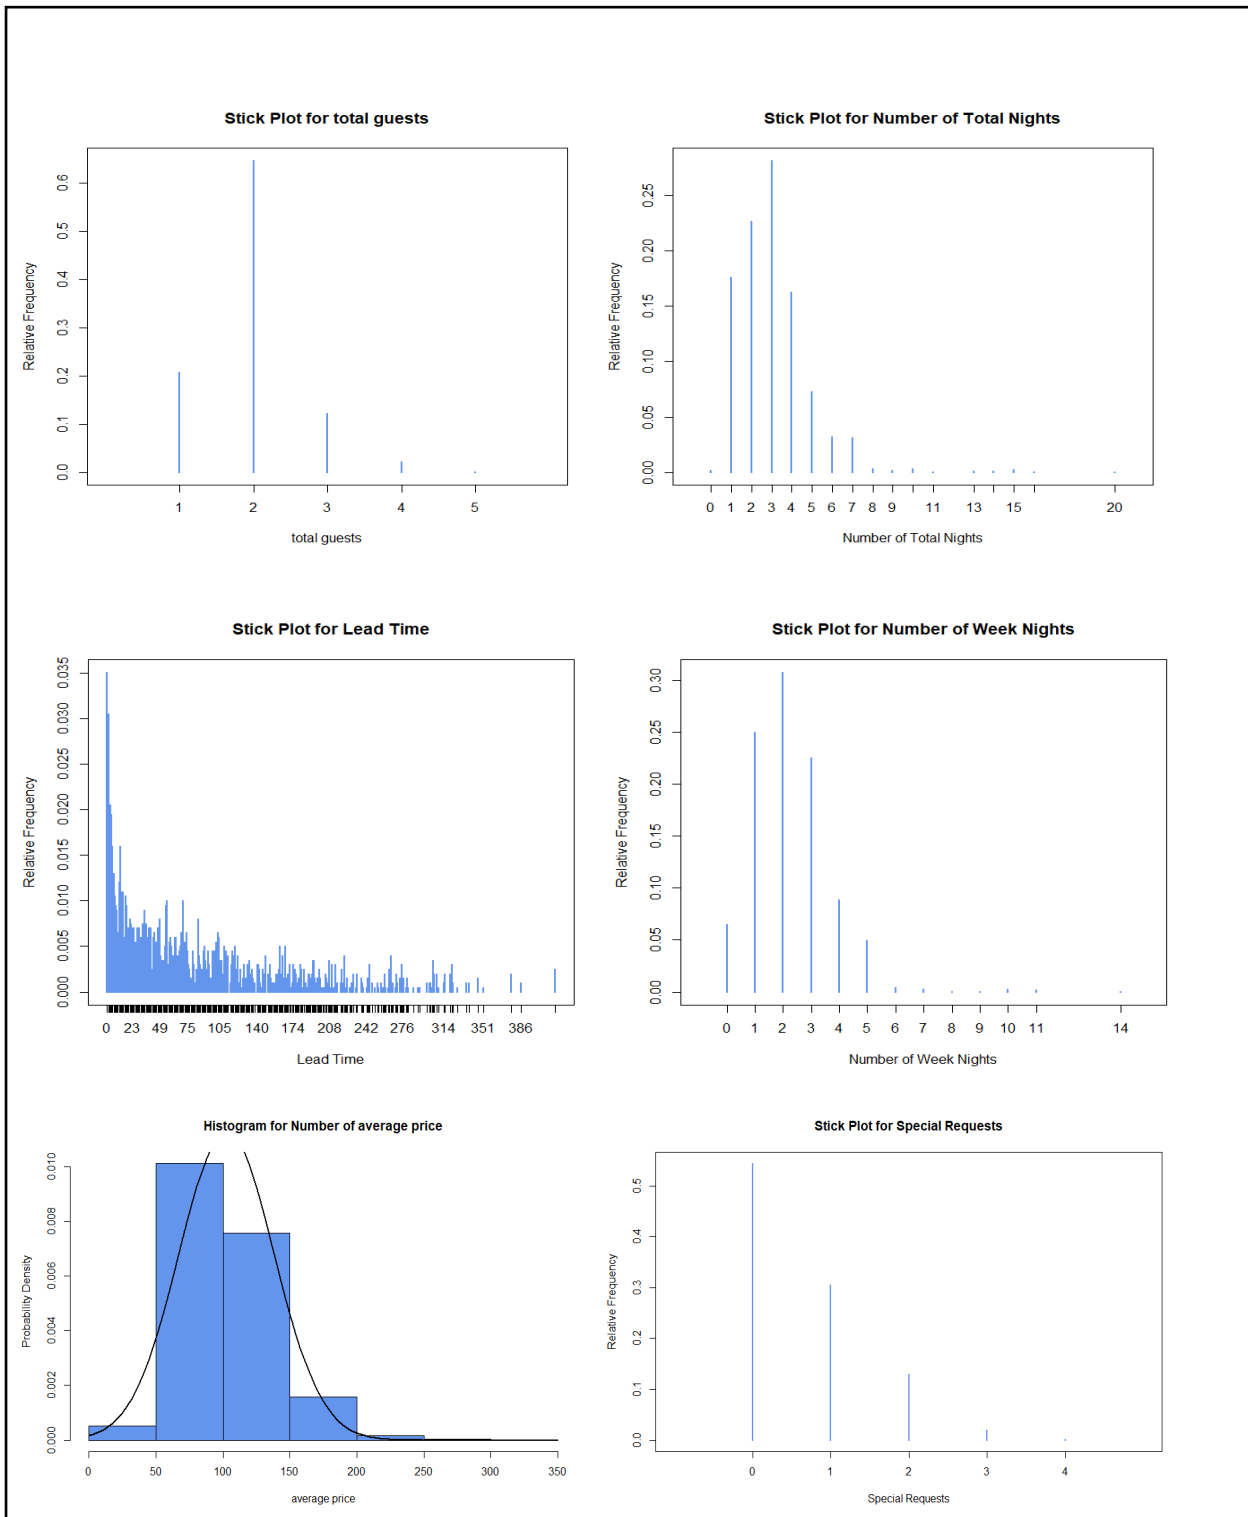 Stick Plot for total guests
Relative Frequency
0.6
0.5
0.4
0.3
0.2
0.1
0.0
1 2 3 4 5
total guests
Stick Plot for Number of Total Nights
Relative Frequency
0.25
0.20
0.15
0.10
0.05
0.00
0 1 2 3 4 5 6 7 8 9 11 13 15 20
Number of Total Nights
Stick Plot for Lead Time
Relative Frequency
0.035
0.030
0.025
0.020
0.015
0.010
0.005
0.000
0 23 49 75 105 140 174 208 242 276 314 351 386
Lead Time
Stick Plot for Number of Week Nights
Relative Frequency
0.30
0.25
0.20
0.15
0.10
0.05
0.00
0 1 2 3 4 5 6 7 8 9 10 11 14
Number of Week Nights
Histogram for Number of average price
Probability Density
0.010
0.008
0.006
0.004
0.002
0.000
0 50 100 150 200 250 300 350
average price
Stick Plot for Special Requests
Relative Frequency
0.5
0.4
0.3
0.2
0.1
0.0
0 1 2 3 4
Special Requests